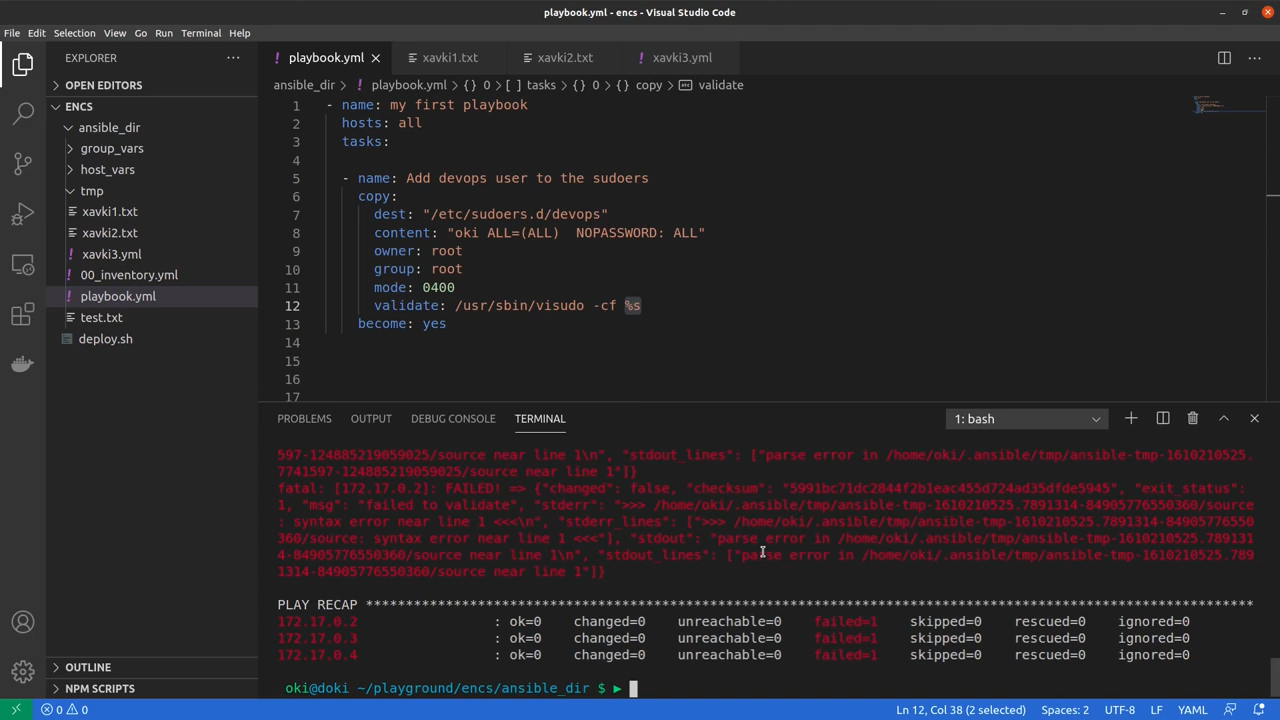 playbook.yml - encs - Visual Studio Code
File Edit Selection View Go Run Terminal Help
EXPLORER
OPEN EDITORS
ENCS
ansible_dir
group_vars
host_vars
tmp
xavki1.txt
xavki2.txt
xavki3.yml
00_inventory.yml
playbook.yml
test.txt
deploy.sh
OUTLINE
NPM SCRIPTS
playbook.yml xavki1.txt xavki2.txt xavki3.yml
ansible_dir > playbook.yml > {} 0 > [ ] tasks > {} 0 > {} copy > validate
1 - name: my first playbook
2 hosts: all
3 tasks:
4
5 - name: Add devops user to the sudoers
6 copy:
7 dest: "/etc/sudoers.d/devops"
8 content: "oki ALL=(ALL)  NOPASSWORD: ALL"
9 owner: root
10 group: root
11 mode: 0400
12 validate: /usr/sbin/visudo -cf %s
13 become: yes
14
15
16
17
PROBLEMS OUTPUT DEBUG CONSOLE TERMINAL 1: bash
597-124885219059025/source near line 1\n", "stdout_lines": ["parse error in /home/oki/.ansible/tmp/ansible-tmp-1610210525.
7741597-124885219059025/source near line 1"]}
fatal: [172.17.0.2]: FAILED! => {"changed": false, "checksum": "5991bc71dc2844f2b1eac455d724ad35dfde5945", "exit_status":
1, "msg": "failed to validate", "stderr": ">>> /home/oki/.ansible/tmp/ansible-tmp-1610210525.7891314-84905776550360/source
: syntax error near line 1 <<<\n", "stderr_lines": [">>> /home/oki/.ansible/tmp/ansible-tmp-1610210525.7891314-84905776550
360/source: syntax error near line 1 <<<"], "stdout": "parse error in /home/oki/.ansible/tmp/ansible-tmp-1610210525.789131
4-84905776550360/source near line 1\n", "stdout_lines": ["parse error in /home/oki/.ansible/tmp/ansible-tmp-1610210525.789
1314-84905776550360/source near line 1"]}
PLAY RECAP *********************************************************************************************************
172.17.0.2 : ok=0 changed=0 unreachable=0 failed=1 skipped=0 rescued=0 ignored=0
172.17.0.3 : ok=0 changed=0 unreachable=0 failed=1 skipped=0 rescued=0 ignored=0
172.17.0.4 : ok=0 changed=0 unreachable=0 failed=1 skipped=0 rescued=0 ignored=0
oki@doki ~/playground/encs/ansible_dir $ ▶
0 0 Ln 12, Col 38 (2 selected) Spaces: 2 UTF-8 LF YAML